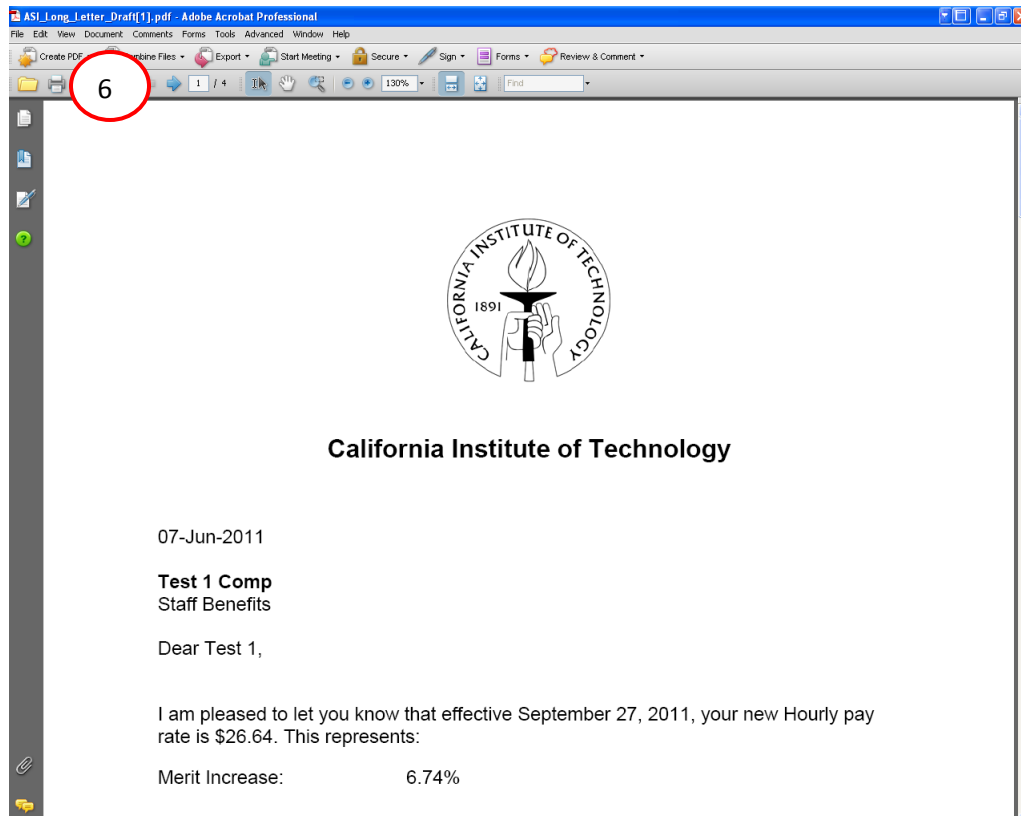 ASI_Long_Letter_Draft[1].pdf - Adobe Acrobat Professional
File Edit View Document Comments Forms Tools Advanced Window Help
Create PDF Files Export Start Meeting Secure Sign Forms Review & Comment
6 1 / 4 130% Find
CALIFORNIA INSTITUTE OF TECHNOLOGY
1891
California Institute of Technology
07-Jun-2011
Test 1 Comp
Staff Benefits
Dear Test 1,
I am pleased to let you know that effective September 27, 2011, your new Hourly pay
rate is $26.64. This represents:
Merit Increase: 6.74%